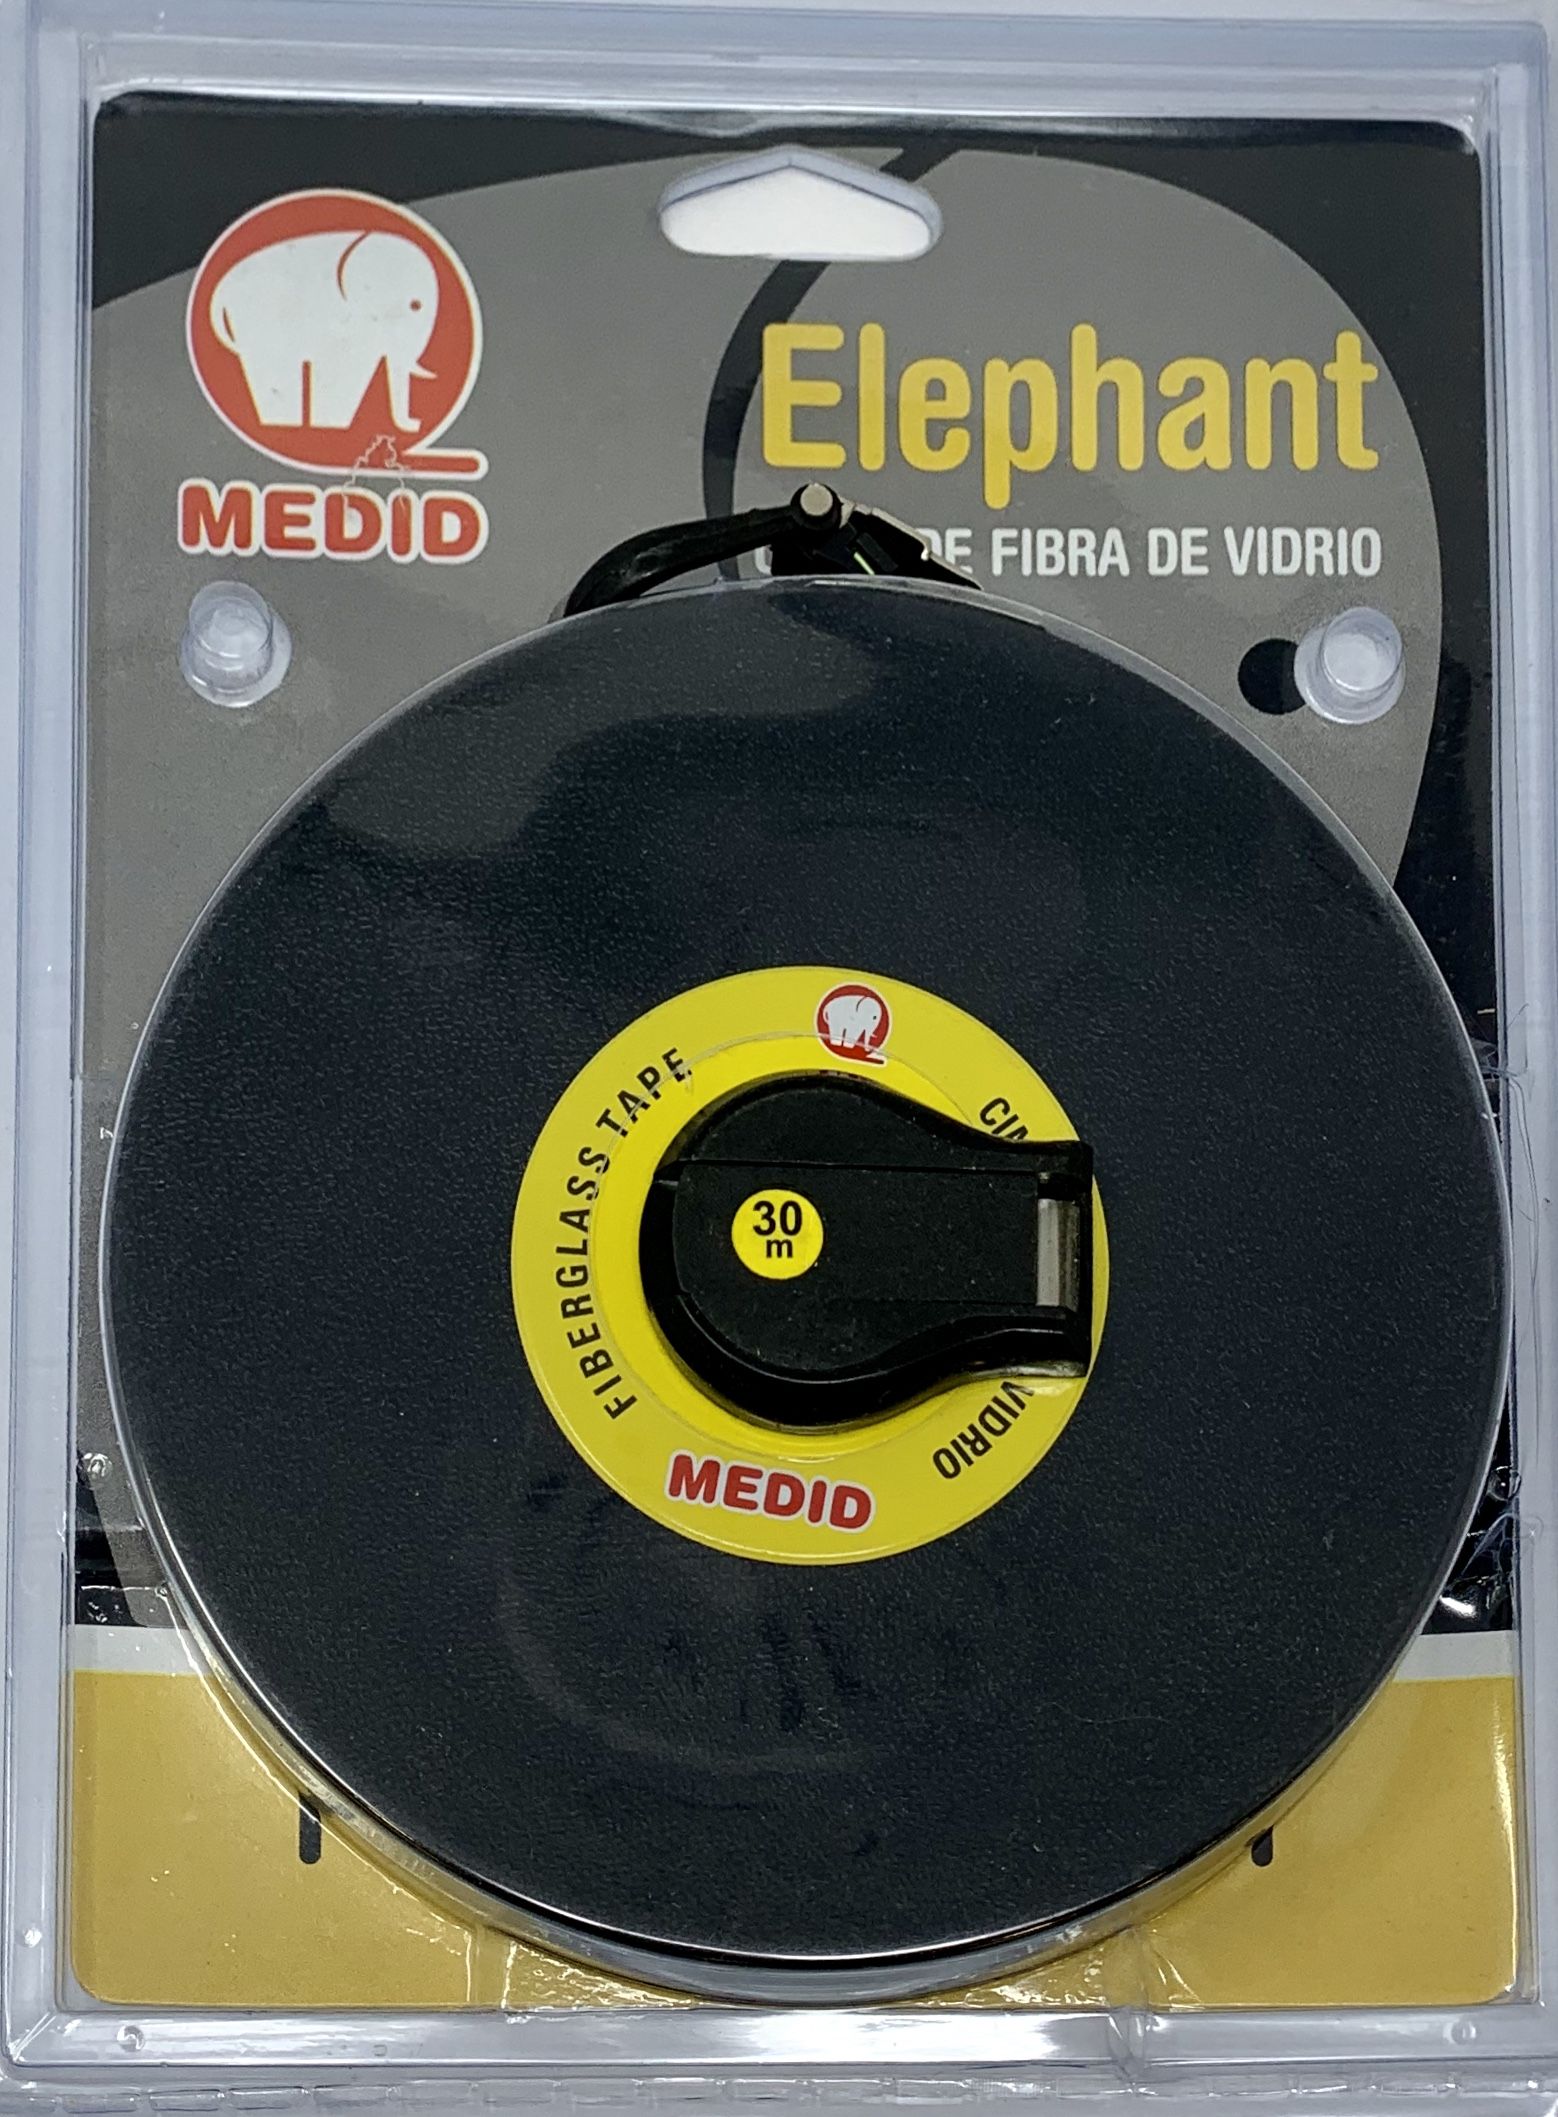 MEDID
Elephant
DE FIBRA DE VIDRIO
FIBERGLASS TAPE
30
m
VIDRIO
MEDID